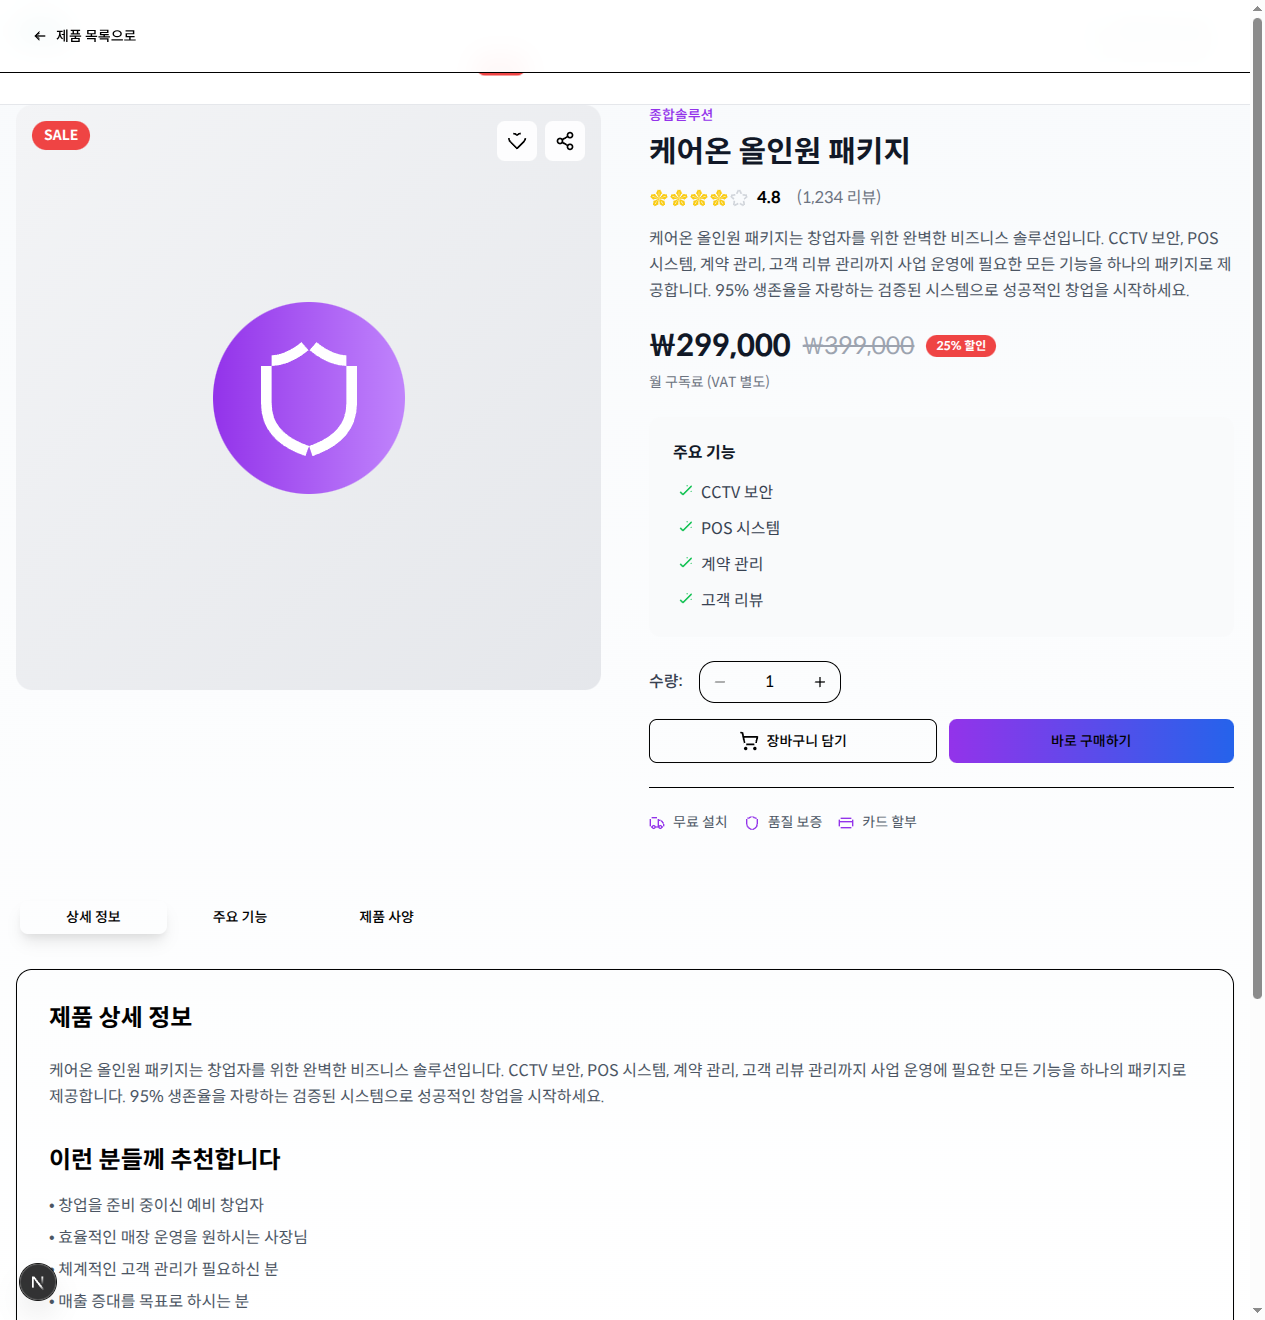 제품 목록으로
SALE
종합솔루션
케어온 올인원 패키지
4.8 (1,234 리뷰)
케어온 올인원 패키지는 창업자를 위한 완벽한 비즈니스 솔루션입니다. CCTV 보안, POS
시스템, 계약 관리, 고객 리뷰 관리까지 사업 운영에 필요한 모든 기능을 하나의 패키지로 제
공합니다. 95% 생존율을 자랑하는 검증된 시스템으로 성공적인 창업을 시작하세요.
₩299,000 ₩399,000 25% 할인
월 구독료 (VAT 별도)
주요 기능
CCTV 보안
POS 시스템
계약 관리
고객 리뷰
수량: − 1 +
장바구니 담기
바로 구매하기
무료 설치 품질 보증 카드 할부
상세 정보 주요 기능 제품 사양
제품 상세 정보
케어온 올인원 패키지는 창업자를 위한 완벽한 비즈니스 솔루션입니다. CCTV 보안, POS 시스템, 계약 관리, 고객 리뷰 관리까지 사업 운영에 필요한 모든 기능을 하나의 패키지로
제공합니다. 95% 생존율을 자랑하는 검증된 시스템으로 성공적인 창업을 시작하세요.
이런 분들께 추천합니다
• 창업을 준비 중이신 예비 창업자
• 효율적인 매장 운영을 원하시는 사장님
• 체계적인 고객 관리가 필요하신 분
• 매출 증대를 목표로 하시는 분
N